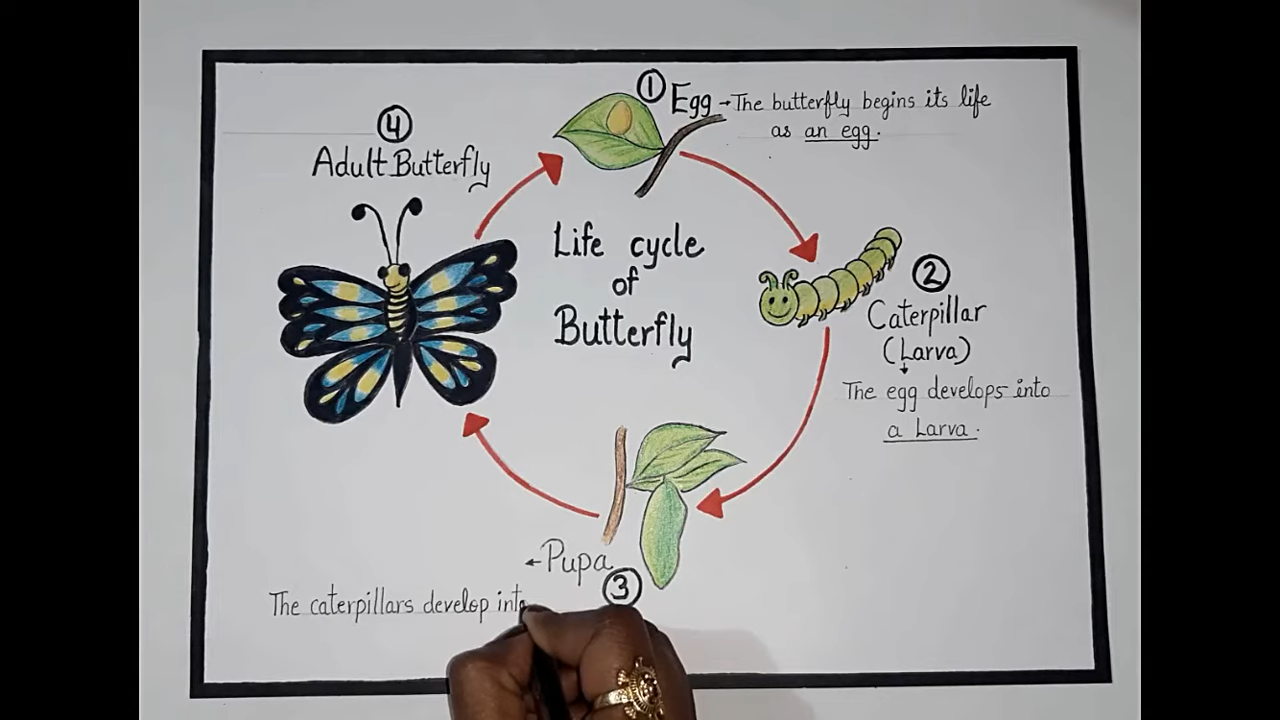 ① Egg → The butterfly begins its life
as an egg.
④
Adult Butterfly
Life cycle
of
Butterfly
②
Caterpillar
(Larva)
The egg develops into
a Larva.
← Pupa
③
The caterpillars develop into